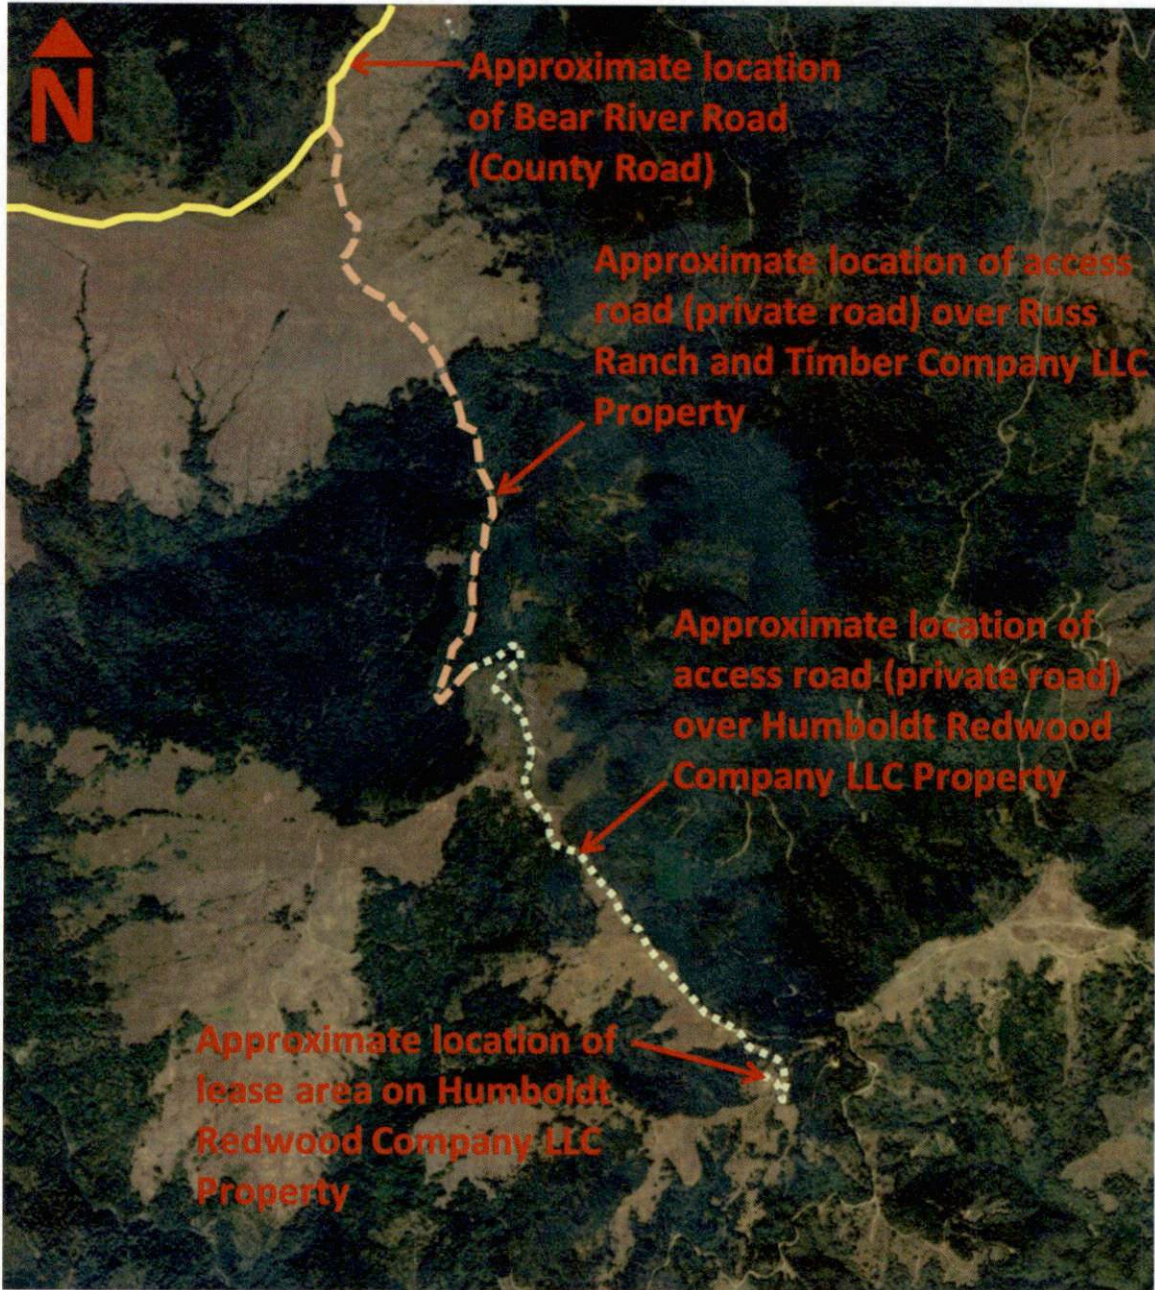 N
Approximate location
of Bear River Road
(County Road)
Approximate location of access
road (private road) over Russ
Ranch and Timber Company LLC
Property
Approximate location of
access road (private road)
over Humboldt Redwood
Company LLC Property
Approximate location of
lease area on Humboldt
Redwood Company LLC
Property